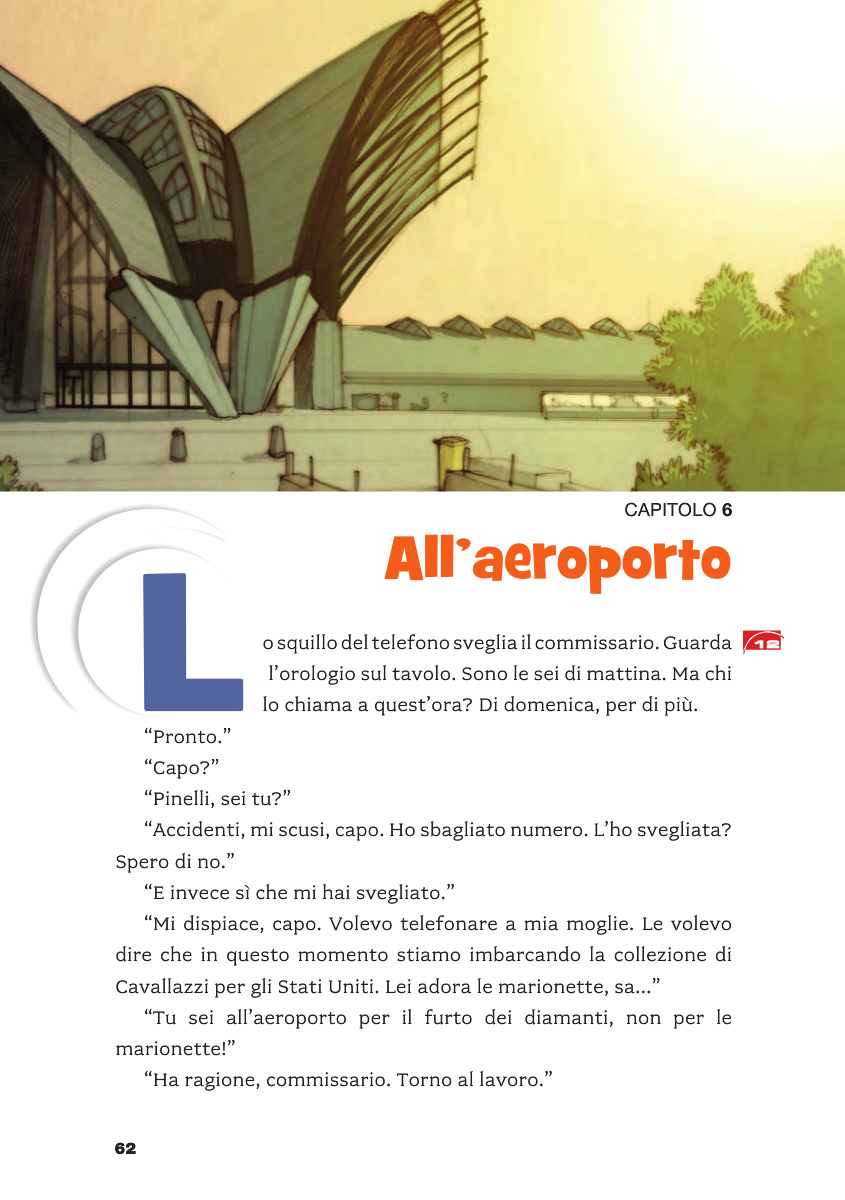 CAPITOLO 6
All’aeroporto
Lo squillo del telefono sveglia il commissario. Guarda
12
l’orologio sul tavolo. Sono le sei di mattina. Ma chi
lo chiama a quest’ora? Di domenica, per di più.
“Pronto.”
“Capo?”
“Pinelli, sei tu?”
“Accidenti, mi scusi, capo. Ho sbagliato numero. L’ho svegliata?
Spero di no.”
“E invece sì che mi hai svegliato.”
“Mi dispiace, capo. Volevo telefonare a mia moglie. Le volevo
dire che in questo momento stiamo imbarcando la collezione di
Cavallazzi per gli Stati Uniti. Lei adora le marionette, sa...”
“Tu sei all’aeroporto per il furto dei diamanti, non per le
marionette!”
“Ha ragione, commissario. Torno al lavoro.”
62